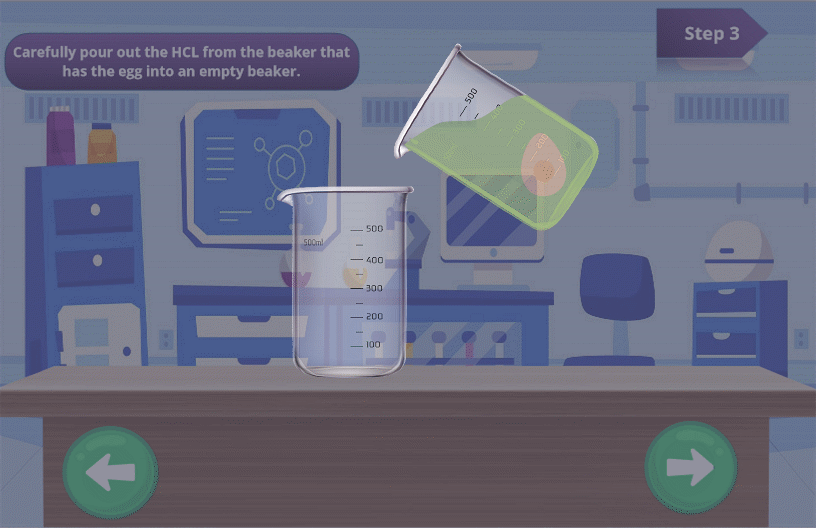 Carefully pour out the HCL from the beaker that
has the egg into an empty beaker.
Step 3
500
500ml
500
400
300
200
100